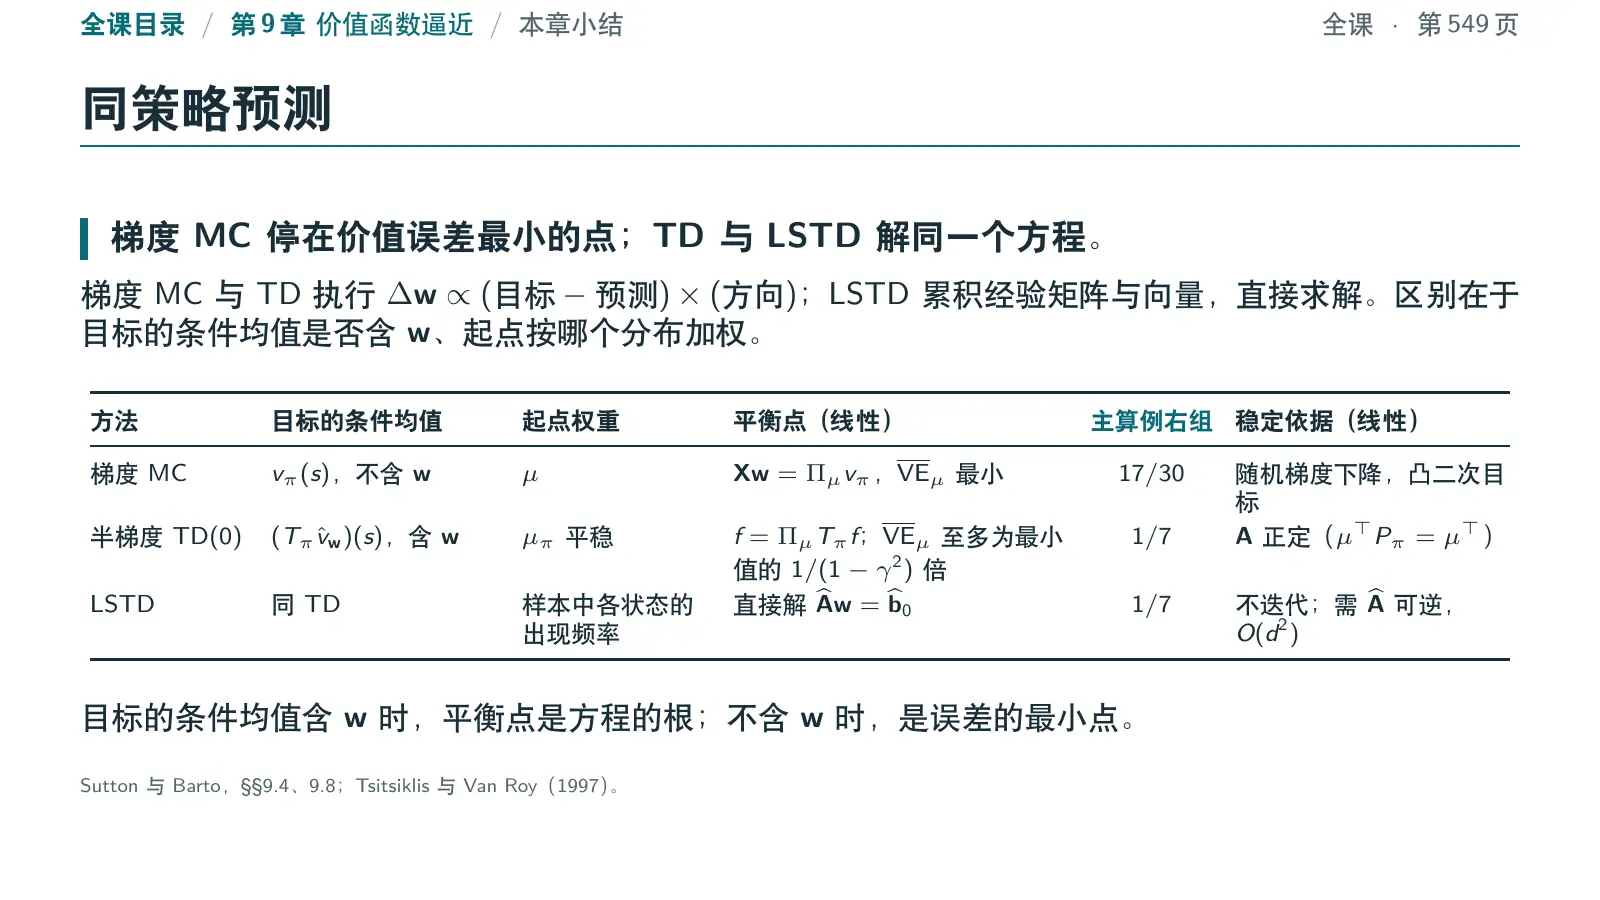 全课目录 / 第 9 章 价值函数逼近 / 本章小结
全课 · 第 549 页
同策略预测
梯度 MC 停在价值误差最小的点；TD 与 LSTD 解同一个方程。
梯度 MC 与 TD 执行 Δw ∝ (目标 − 预测) × (方向)；LSTD 累积经验矩阵与向量，直接求解。区别在于
目标的条件均值是否含 w、起点按哪个分布加权。
方法 目标的条件均值 起点权重 平衡点（线性） 主算例右组 稳定依据（线性）
梯度 MC v_π(s)，不含 w μ Xw = Π_μ v_π，V̅E̅_μ 最小 17/30 随机梯度下降，凸二次目
标
半梯度 TD(0) (T_π v̂_w)(s)，含 w μ_π 平稳 f = Π_μ T_π f；V̅E̅_μ 至多为最小 1/7 A 正定（μ^⊤ P_π = μ^⊤）
值的 1/(1 − γ²) 倍
LSTD 同 TD 样本中各状态的 直接解 Âw = b̂₀ 1/7 不迭代；需 Â 可逆，
出现频率 O(d²)
目标的条件均值含 w 时，平衡点是方程的根；不含 w 时，是误差的最小点。
Sutton 与 Barto，§§9.4、9.8；Tsitsiklis 与 Van Roy（1997）。